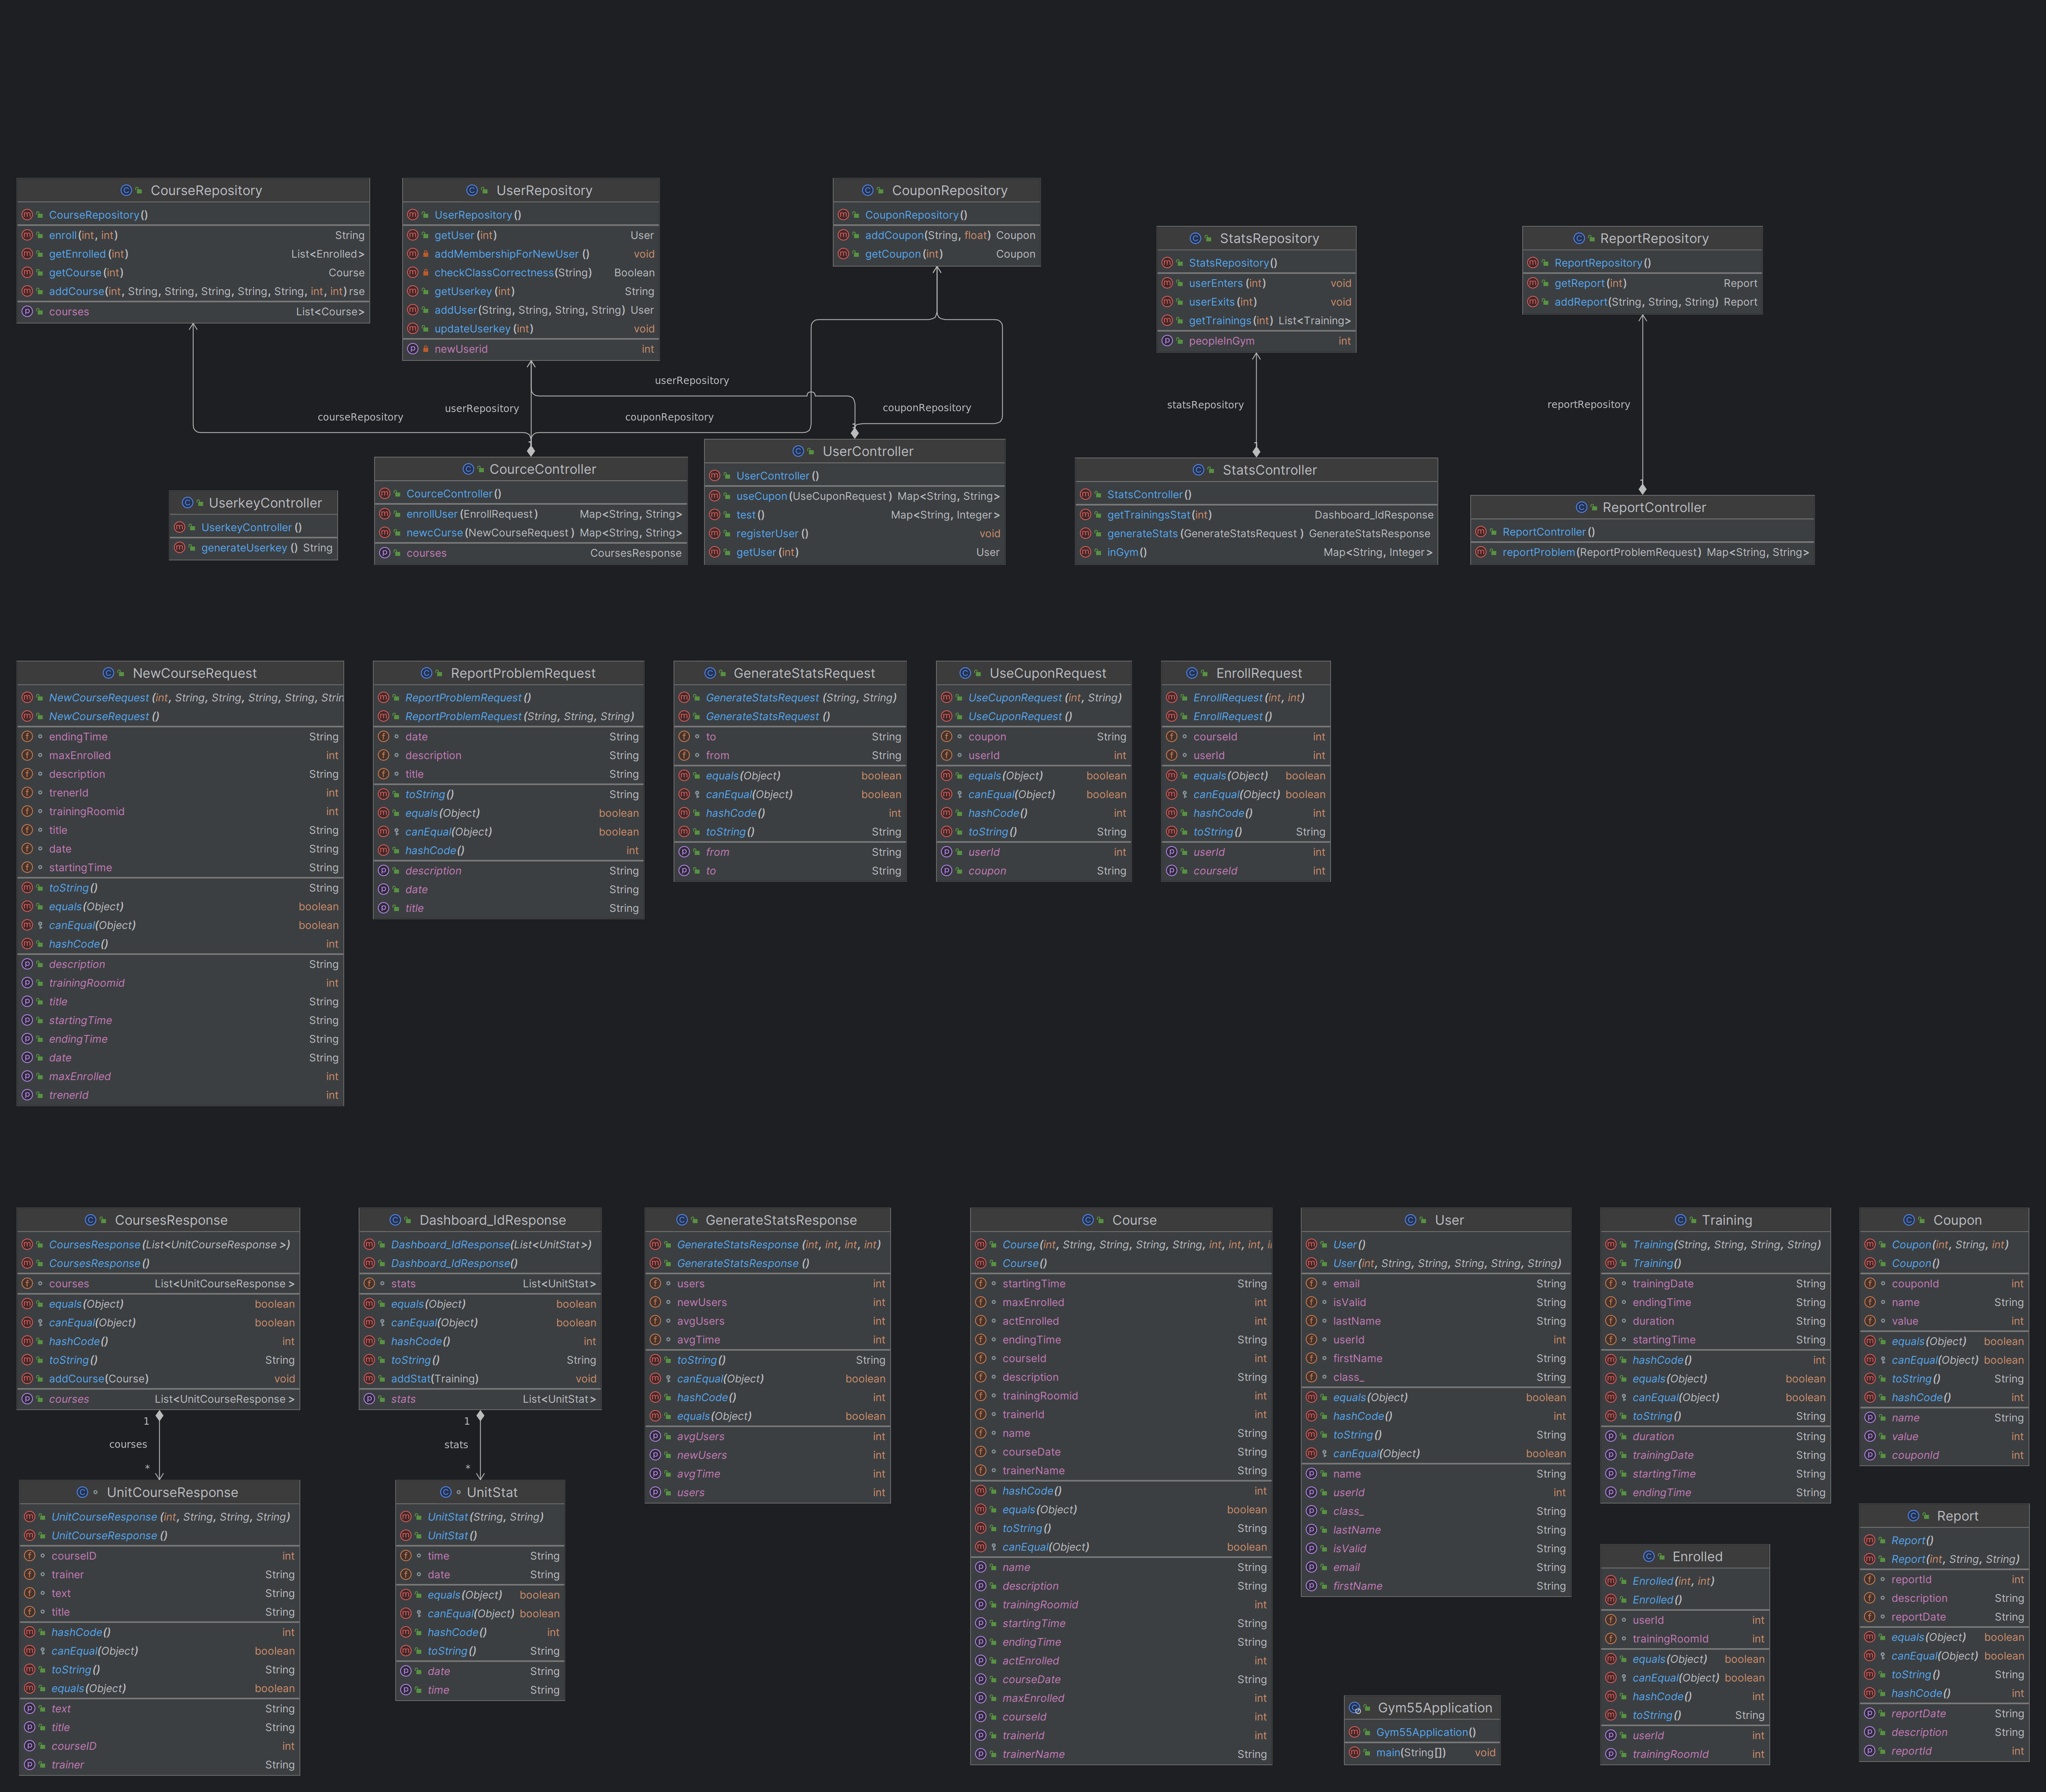 CourseRepository
CourseRepository()
enroll(int, int) String
getEnrolled(int) List<Enrolled>
getCourse(int) Course
addCourse(int, String, String, String, String, String, int, int) rse
courses List<Course>
UserRepository
UserRepository()
getUser(int) User
addMembershipForNewUser() void
checkClassCorrectness(String) Boolean
getUserkey(int) String
addUser(String, String, String, String) User
updateUserkey(int) void
newUserid int
CouponRepository
CouponRepository()
addCoupon(String, float) Coupon
getCoupon(int) Coupon
StatsRepository
StatsRepository()
userEnters(int) void
userExits(int) void
getTrainings(int) List<Training>
peopleInGym int
ReportRepository
ReportRepository()
getReport(int) Report
addReport(String, String, String) Report
userRepository
courseRepository
userRepository
couponRepository
couponRepository
statsRepository
reportRepository
UserkeyController
UserkeyController()
generateUserkey() String
CourceController
CourceController()
enrollUser(EnrollRequest) Map<String, String>
newcCurse(NewCourseRequest) Map<String, String>
courses CoursesResponse
UserController
UserController()
useCupon(UseCuponRequest) Map<String, String>
test() Map<String, Integer>
registerUser() void
getUser(int) User
StatsController
StatsController()
getTrainingsStat(int) Dashboard_IdResponse
generateStats(GenerateStatsRequest) GenerateStatsResponse
inGym() Map<String, Integer>
ReportController
ReportController()
reportProblem(ReportProblemRequest) Map<String, String>
NewCourseRequest
NewCourseRequest(int, String, String, String, String, Strin
NewCourseRequest()
endingTime String
maxEnrolled int
description String
trenerId int
trainingRoomid int
title String
date String
startingTime String
toString() String
equals(Object) boolean
canEqual(Object) boolean
hashCode() int
description String
trainingRoomid int
title String
startingTime String
endingTime String
date String
maxEnrolled int
trenerId int
ReportProblemRequest
ReportProblemRequest()
ReportProblemRequest(String, String, String)
date String
description String
title String
toString() String
equals(Object) boolean
canEqual(Object) boolean
hashCode() int
description String
date String
title String
GenerateStatsRequest
GenerateStatsRequest(String, String)
GenerateStatsRequest()
to String
from String
equals(Object) boolean
canEqual(Object) boolean
hashCode() int
toString() String
from String
to String
UseCuponRequest
UseCuponRequest(int, String)
UseCuponRequest()
coupon String
userId int
equals(Object) boolean
canEqual(Object) boolean
hashCode() int
toString() String
userId int
coupon String
EnrollRequest
EnrollRequest(int, int)
EnrollRequest()
courseId int
userId int
equals(Object) boolean
canEqual(Object) boolean
hashCode() int
toString() String
userId int
courseId int
CoursesResponse
CoursesResponse(List<UnitCourseResponse>)
CoursesResponse()
courses List<UnitCourseResponse>
equals(Object) boolean
canEqual(Object) boolean
hashCode() int
toString() String
addCourse(Course) void
courses List<UnitCourseResponse>
1
courses
*
UnitCourseResponse
UnitCourseResponse(int, String, String, String)
UnitCourseResponse()
courseID int
trainer String
text String
title String
hashCode() int
canEqual(Object) boolean
toString() String
equals(Object) boolean
text String
title String
courseID int
trainer String
Dashboard_IdResponse
Dashboard_IdResponse(List<UnitStat>)
Dashboard_IdResponse()
stats List<UnitStat>
equals(Object) boolean
canEqual(Object) boolean
hashCode() int
toString() String
addStat(Training) void
stats List<UnitStat>
1
stats
*
UnitStat
UnitStat(String, String)
UnitStat()
time String
date String
equals(Object) boolean
canEqual(Object) boolean
hashCode() int
toString() String
date String
time String
GenerateStatsResponse
GenerateStatsResponse(int, int, int, int)
GenerateStatsResponse()
users int
newUsers int
avgUsers int
avgTime int
toString() String
canEqual(Object) boolean
hashCode() int
equals(Object) boolean
avgUsers int
newUsers int
avgTime int
users int
Course
Course(int, String, String, String, String, int, int, int, i
Course()
startingTime String
maxEnrolled int
actEnrolled int
endingTime String
courseId int
description String
trainingRoomid int
trainerId int
name String
courseDate String
trainerName String
hashCode() int
equals(Object) boolean
toString() String
canEqual(Object) boolean
name String
description String
trainingRoomid int
startingTime String
endingTime String
actEnrolled int
courseDate String
maxEnrolled int
courseId int
trainerId int
trainerName String
User
User()
User(int, String, String, String, String, String)
email String
isValid String
lastName String
userId int
firstName String
class_ String
equals(Object) boolean
hashCode() int
toString() String
canEqual(Object) boolean
name String
userId int
class_ String
lastName String
isValid String
email String
firstName String
Gym55Application
Gym55Application()
main(String[]) void
Training
Training(String, String, String, String)
Training()
trainingDate String
endingTime String
duration String
startingTime String
hashCode() int
equals(Object) boolean
canEqual(Object) boolean
toString() String
duration String
trainingDate String
startingTime String
endingTime String
Enrolled
Enrolled(int, int)
Enrolled()
userId int
trainingRoomId int
equals(Object) boolean
canEqual(Object) boolean
hashCode() int
toString() String
userId int
trainingRoomId int
Coupon
Coupon(int, String, int)
Coupon()
couponId int
name String
value int
equals(Object) boolean
canEqual(Object) boolean
toString() String
hashCode() int
name String
value int
couponId int
Report
Report()
Report(int, String, String)
reportId int
description String
reportDate String
equals(Object) boolean
canEqual(Object) boolean
toString() String
hashCode() int
reportDate String
description String
reportId int